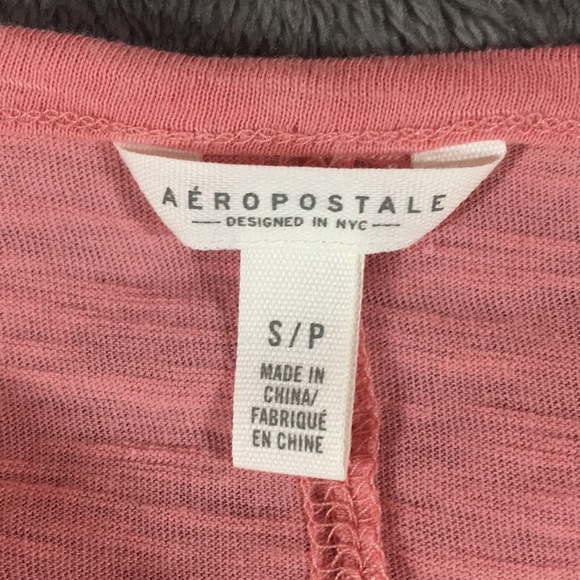 AÉROPOSTALE
DESIGNED IN NYC
S/P
MADE IN
CHINA/
FABRIQUÉ
EN CHINE